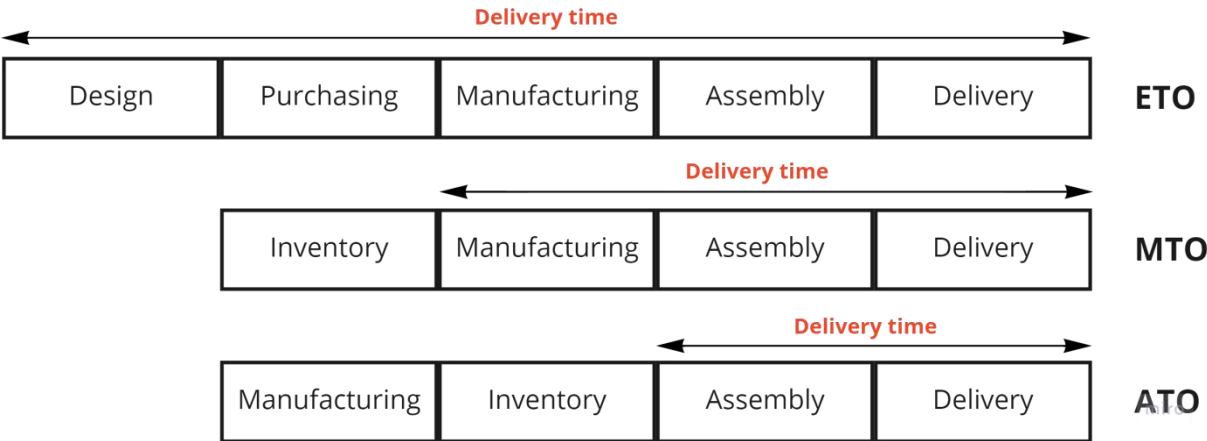 Delivery time
Design Purchasing Manufacturing Assembly Delivery ETO
Delivery time
Inventory Manufacturing Assembly Delivery MTO
Delivery time
Manufacturing Inventory Assembly Delivery ATO
miro